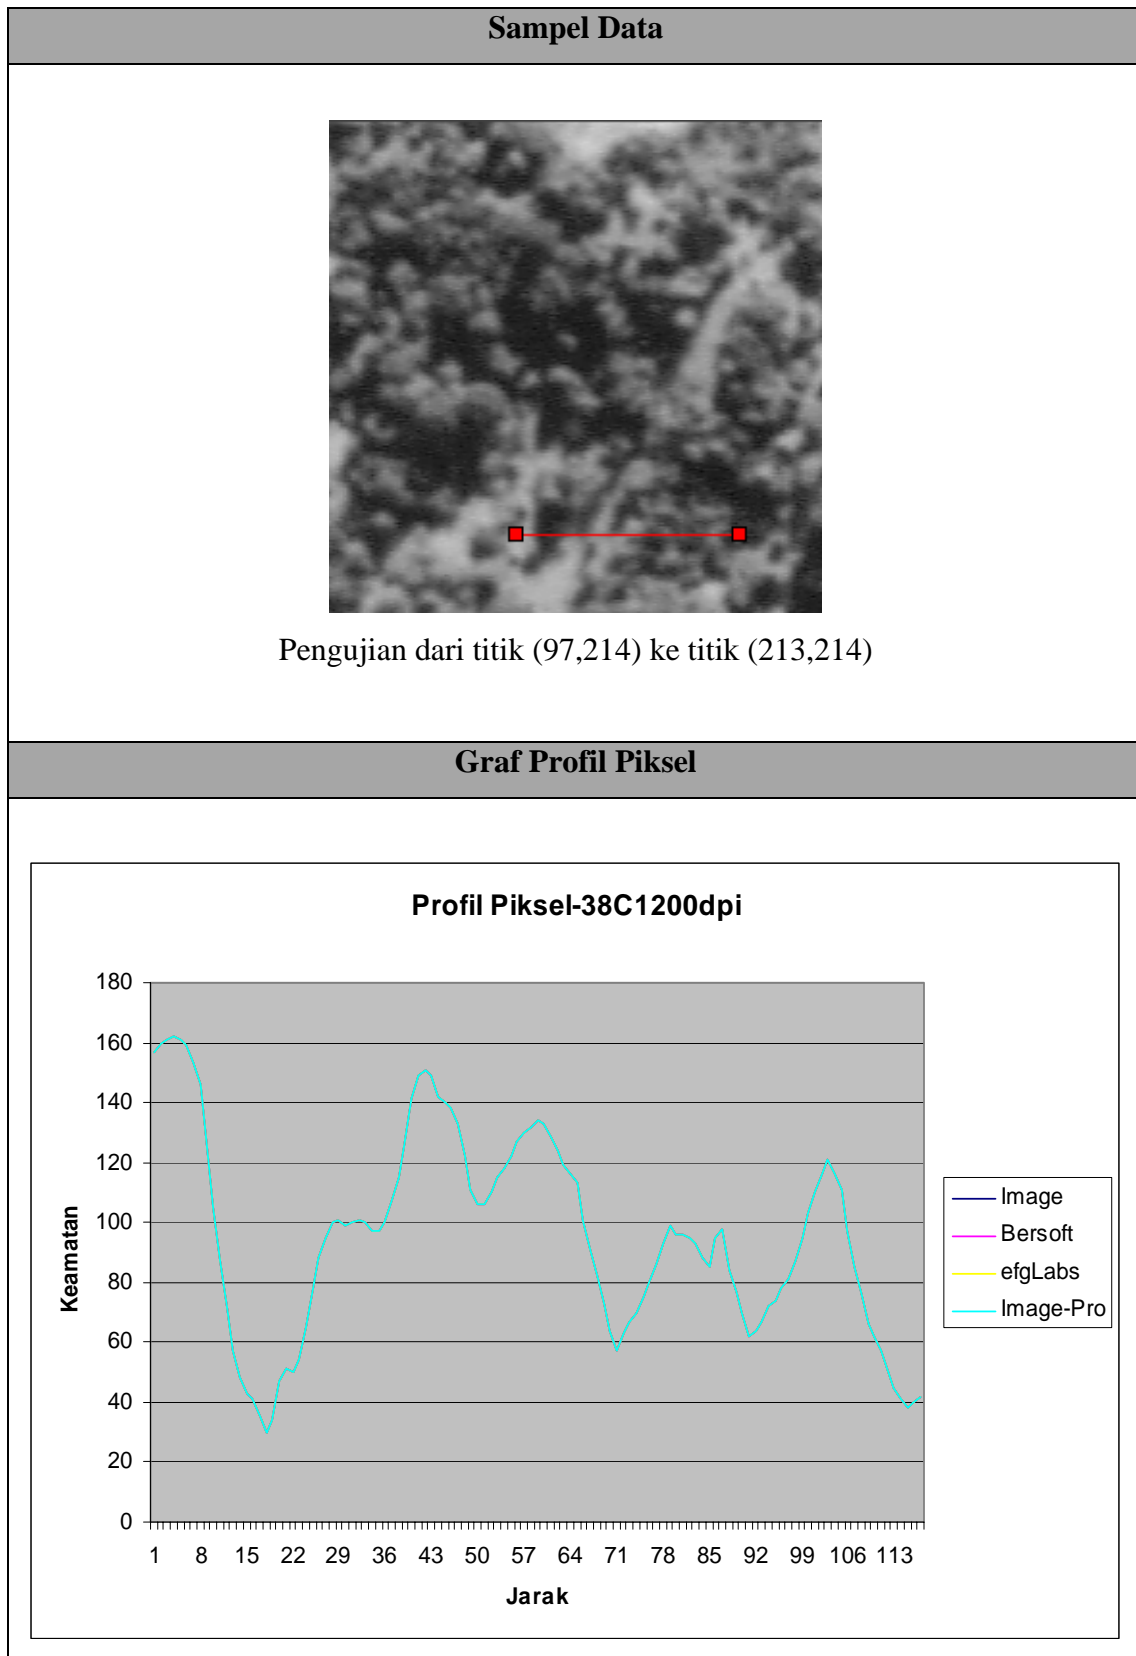 Sampel Data
Pengujian dari titik (97,214) ke titik (213,214)
Graf Profil Piksel
Profil Piksel-38C1200dpi
180
160
140
120
100
80
60
40
20
0
Keamatan
1 8 15 22 29 36 43 50 57 64 71 78 85 92 99 106 113
Jarak
Image
Bersoft
efgLabs
Image-Pro